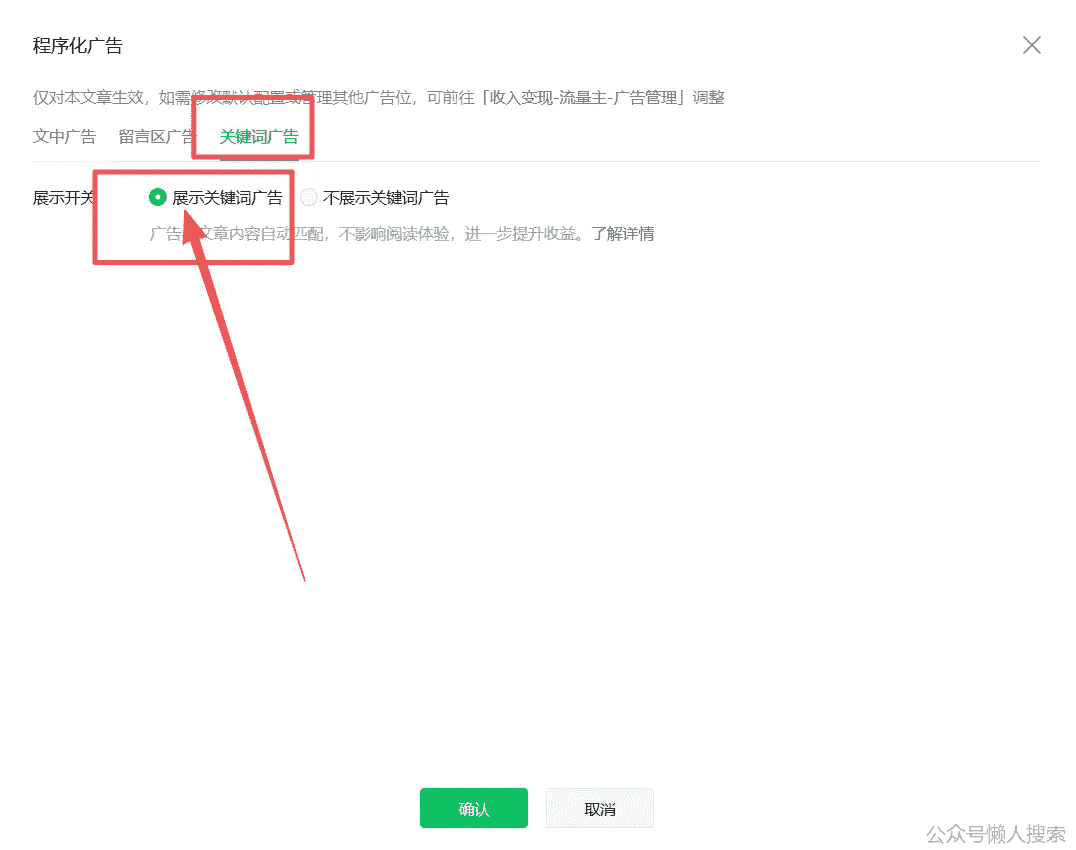 程序化广告
仅对本文章生效，如需修改默认配置或管理其他广告位，可前往「收入变现-流量主-广告管理」调整
文中广告 留言区广告 关键词广告
展示开关 展示关键词广告 不展示关键词广告
广告 文章内容自动匹配，不影响阅读体验，进一步提升收益。了解详情
确认 取消
公众号懒人搜索